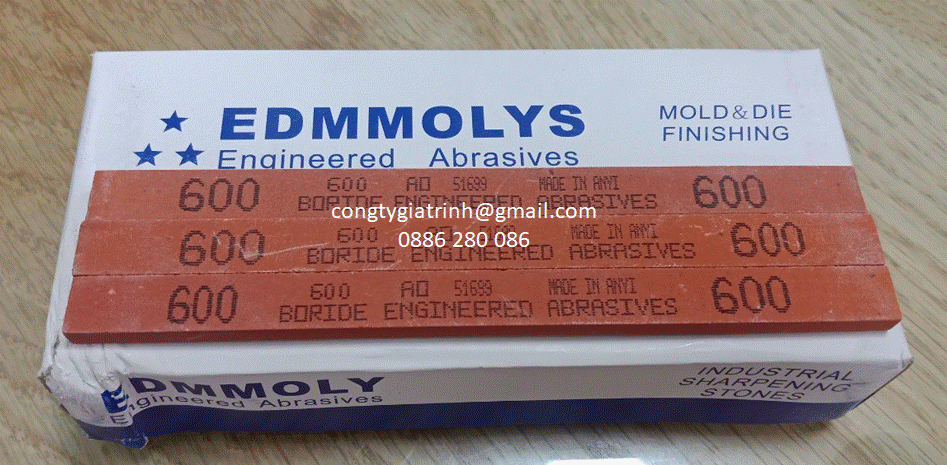 EDMMOLYS
Engineered Abrasives
MOLD & DIE
FINISHING
600 600 AO 51699 MADE IN ANYI 600
BORIDE ENGINEERED ABRASIVES
congtygiatrinh@gmail.com
600 600 51699 MADE IN ANYI 600
0886 280 086
BORIDE ENGINEERED ABRASIVES
600 600 AO 51699 MADE IN ANYI 600
BORIDE ENGINEERED ABRASIVES
EDMMOLY
Engineered Abrasives
INDUSTRIAL
SHARPENING
STONES